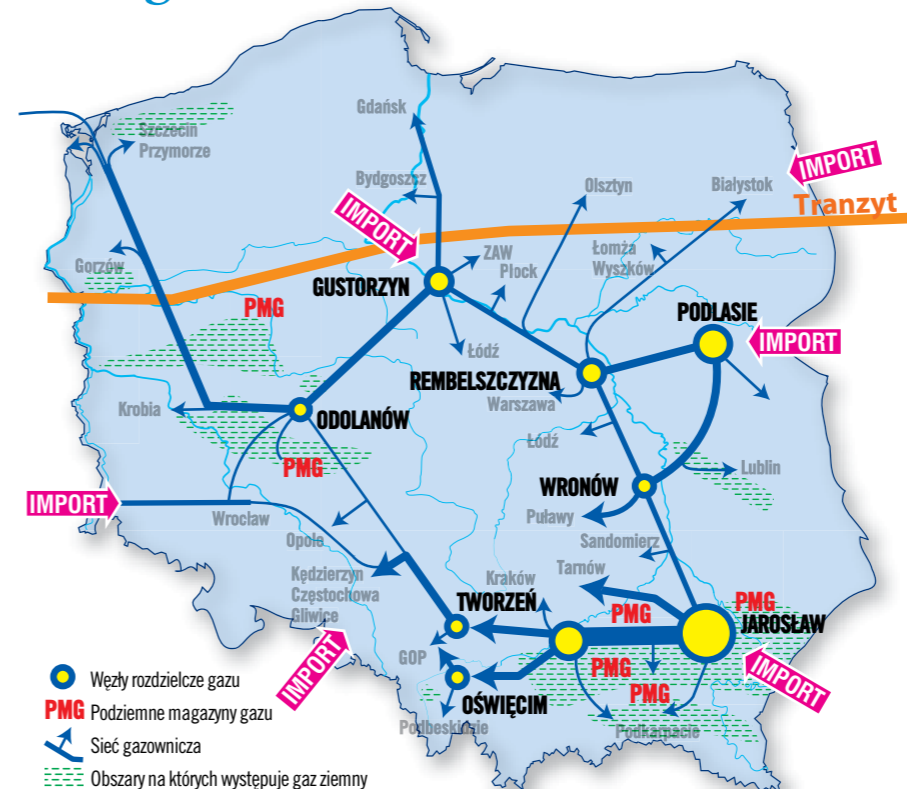 Gdańsk
Szczecin
Przymorze
IMPORT
Bydgoszcz
Olsztyn
Białystok
Tranzyt
IMPORT
ZAW
Płock
Łomża
Wyszków
Gorzów
GUSTORZYN
PMG
PODLASIE
IMPORT
Łódź
REMBELSZCZYZNA
Warszawa
Krobia
ODOLANÓW
Łódź
PMG
Lublin
IMPORT
WRONÓW
Wrocław
Puławy
Opole
Sandomierz
Kędzierzyn
Częstochowa
Gliwice
Kraków
Tarnów
TWORZEŃ
PMG
PMG
JAROSŁAW
IMPORT
GOP
PMG
IMPORT
PMG
OŚWIĘCIM
Podbeskidzie
Podkarpacie
Węzły rozdzielcze gazu
PMG Podziemne magazyny gazu
Sieć gazownicza
Obszary na których występuje gaz ziemny